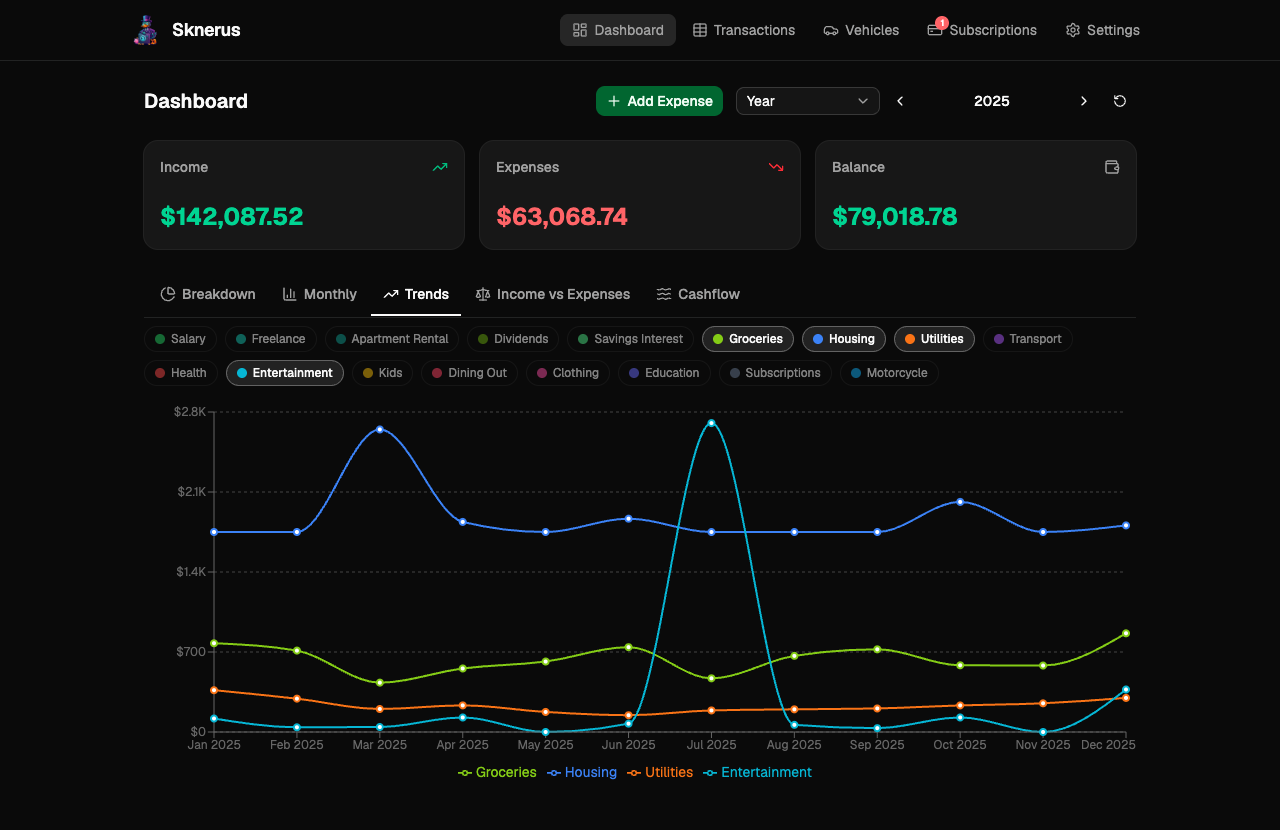 Sknerus
Dashboard Transactions Vehicles 1 Subscriptions Settings
Dashboard
Add Expense Year 2025
Income Expenses Balance
$142,087.52 $63,068.74 $79,018.78
Breakdown Monthly Trends Income vs Expenses Cashflow
Salary Freelance Apartment Rental Dividends Savings Interest Groceries Housing Utilities Transport
Health Entertainment Kids Dining Out Clothing Education Subscriptions Motorcycle
$2.8K
$2.1K
$1.4K
$700
$0
Jan 2025 Feb 2025 Mar 2025 Apr 2025 May 2025 Jun 2025 Jul 2025 Aug 2025 Sep 2025 Oct 2025 Nov 2025 Dec 2025
Groceries Housing Utilities Entertainment